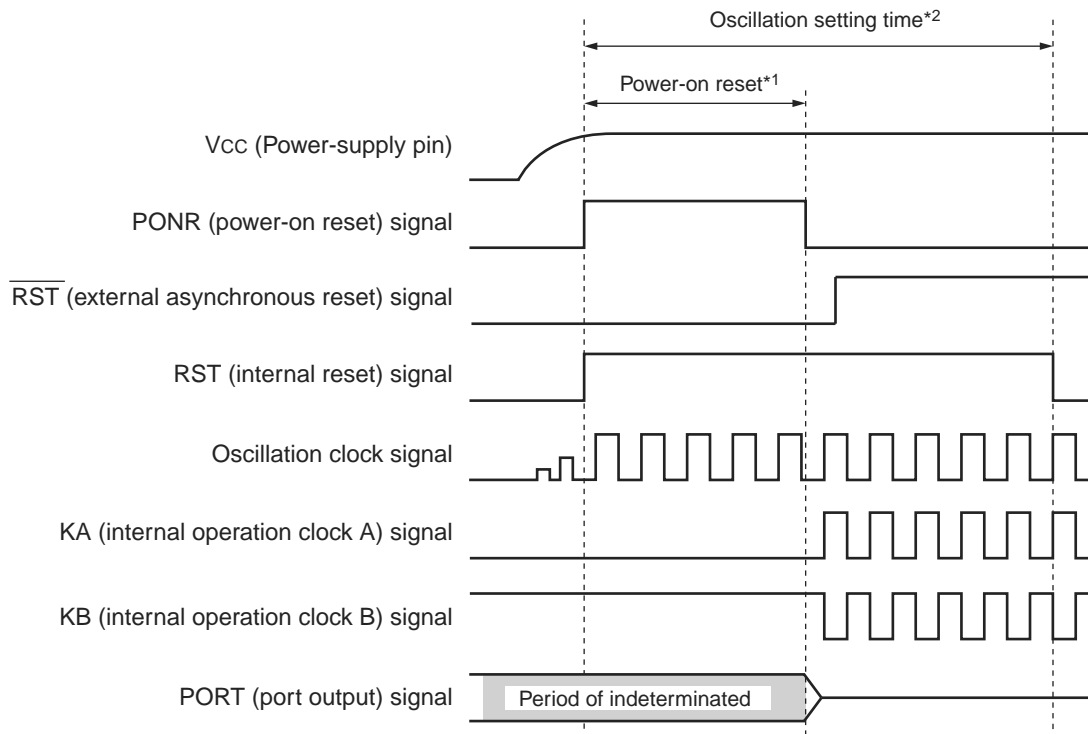 Oscillation setting time*2
Power-on reset*1
VCC (Power-supply pin)
PONR (power-on reset) signal
RST (external asynchronous reset) signal
RST (internal reset) signal
Oscillation clock signal
KA (internal operation clock A) signal
KB (internal operation clock B) signal
PORT (port output) signal
Period of indeterminated